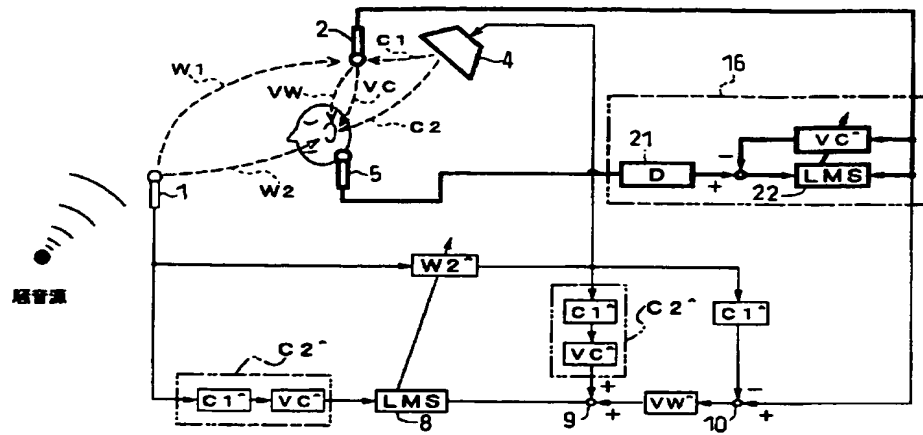 2
C1
4
W1
VW
VC
C2
16
21
5
D
-
+
VC^
LMS
22
1
W2
騒音源
W2^
C1^
VC^
C2^
C1^
C2^
C1^
VC^
LMS
8
+
+
9
VW^
10
-
+